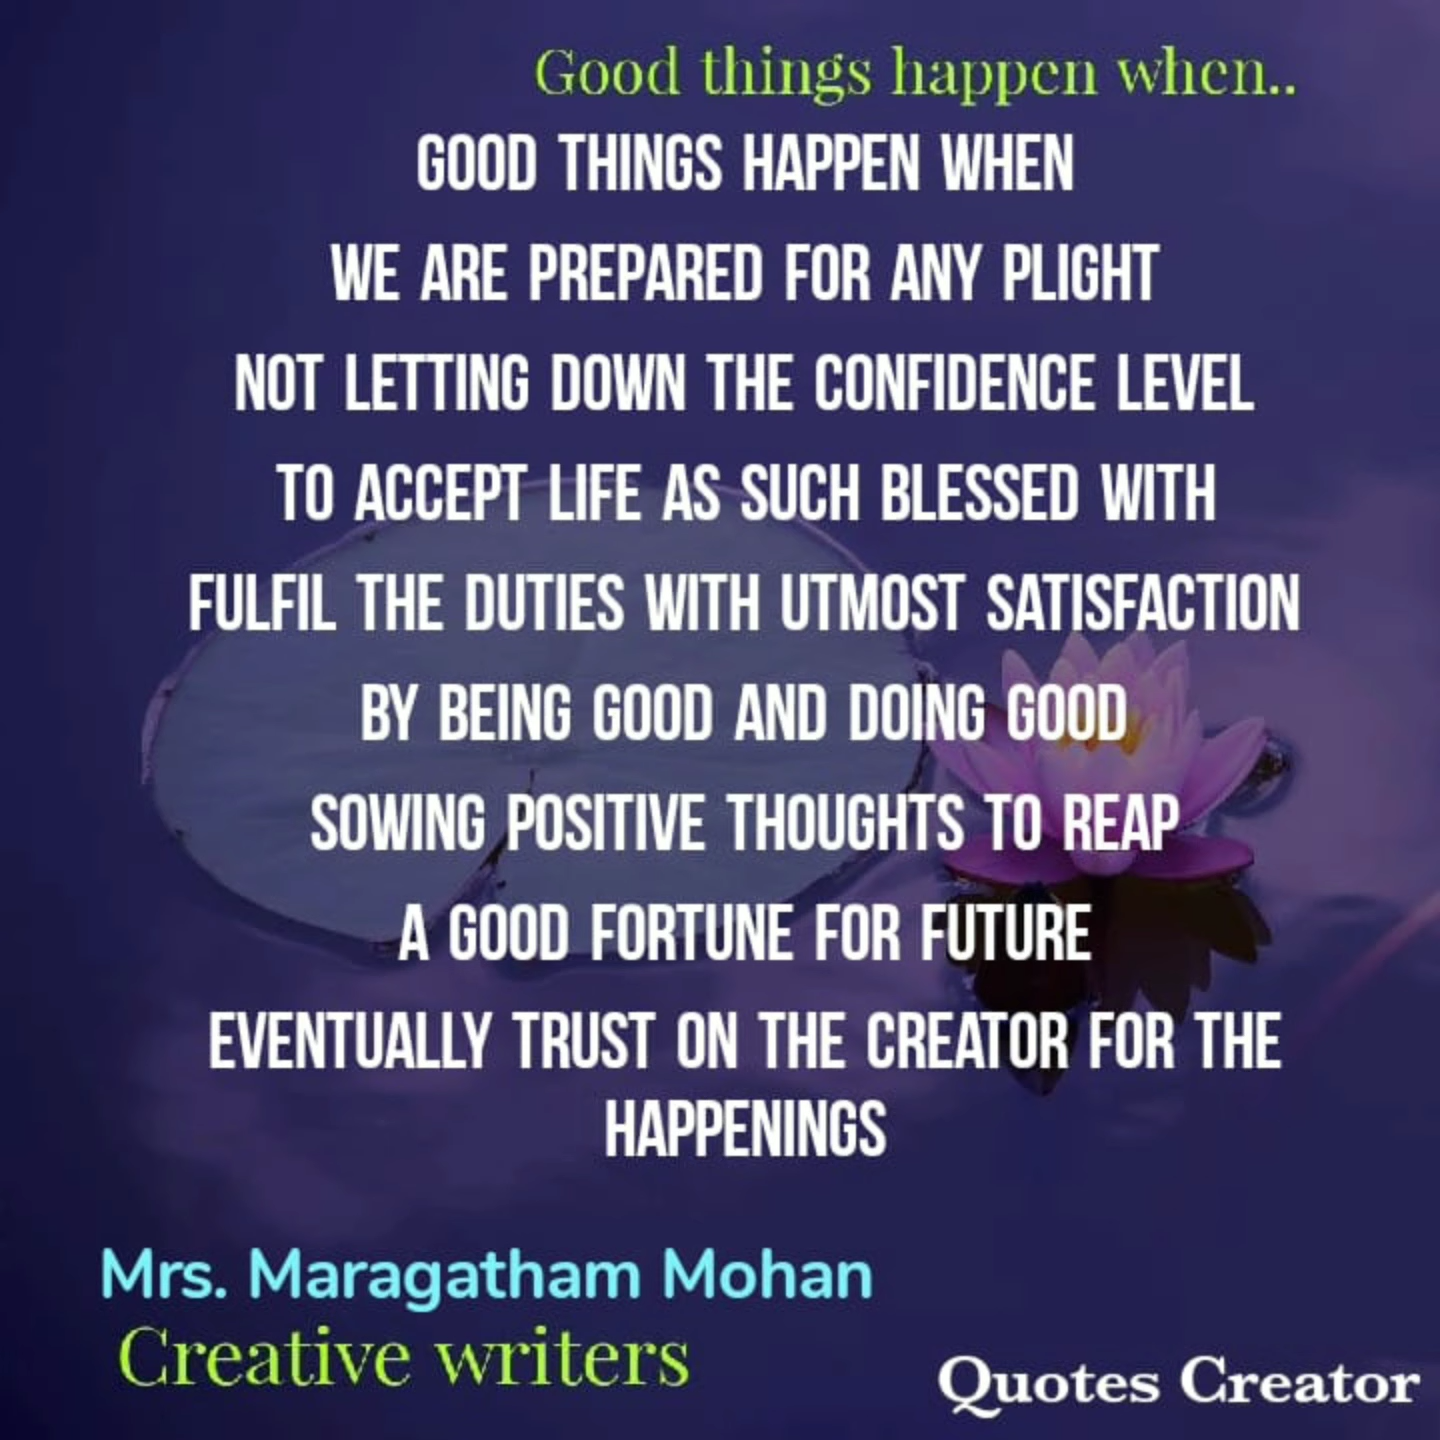 Good things happen when..
GOOD THINGS HAPPEN WHEN
WE ARE PREPARED FOR ANY PLIGHT
NOT LETTING DOWN THE CONFIDENCE LEVEL
TO ACCEPT LIFE AS SUCH BLESSED WITH
FULFIL THE DUTIES WITH UTMOST SATISFACTION
BY BEING GOOD AND DOING GOOD
SOWING POSITIVE THOUGHTS TO REAP
A GOOD FORTUNE FOR FUTURE
EVENTUALLY TRUST ON THE CREATOR FOR THE
HAPPENINGS
Mrs. Maragatham Mohan
Creative writers
Quotes Creator